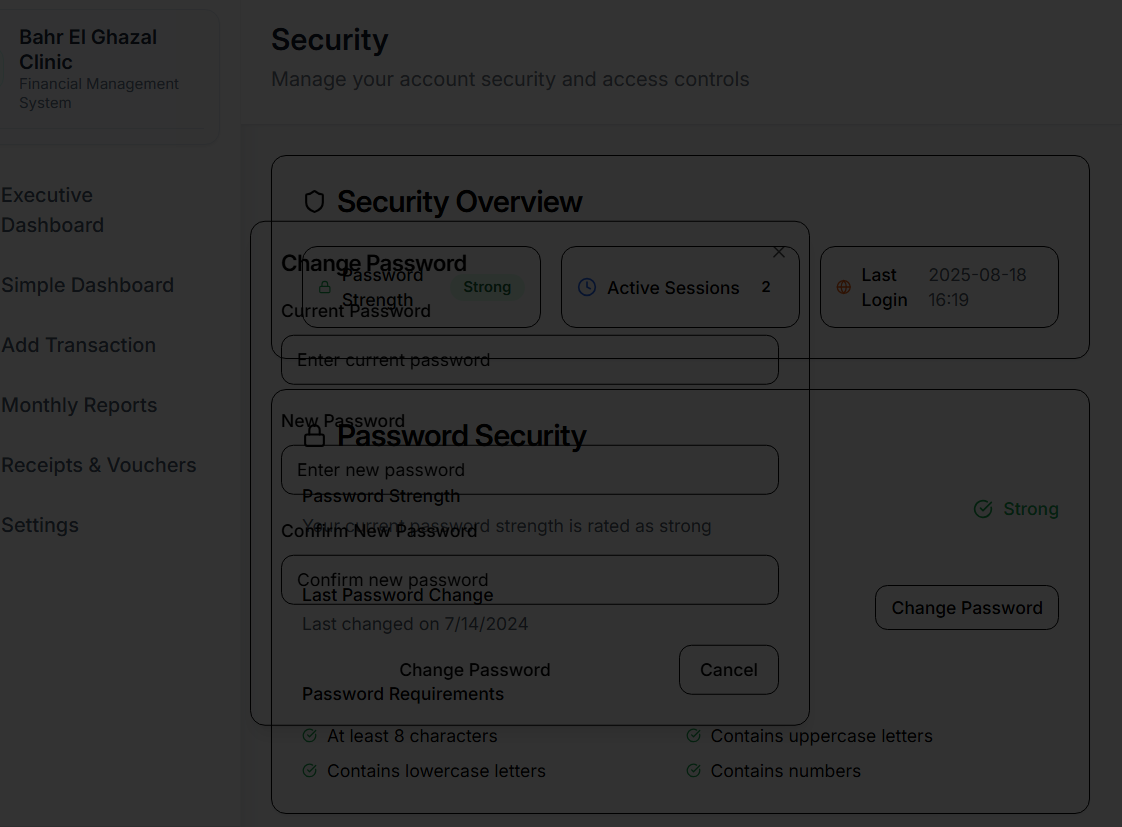 Bahr El Ghazal
Clinic
Financial Management
System
Executive
Dashboard
Simple Dashboard
Add Transaction
Monthly Reports
Receipts & Vouchers
Settings
Security
Manage your account security and access controls
Security Overview
Password
Strength
Strong
Active Sessions
2
Last
Login
2025-08-18
16:19
Change Password
Current Password
Enter current password
New Password
Enter new password
Confirm New Password
Confirm new password
Change Password
Cancel
Password Security
Password Strength
Your current password strength is rated as strong
Strong
Last Password Change
Last changed on 7/14/2024
Change Password
Password Requirements
At least 8 characters
Contains uppercase letters
Contains lowercase letters
Contains numbers